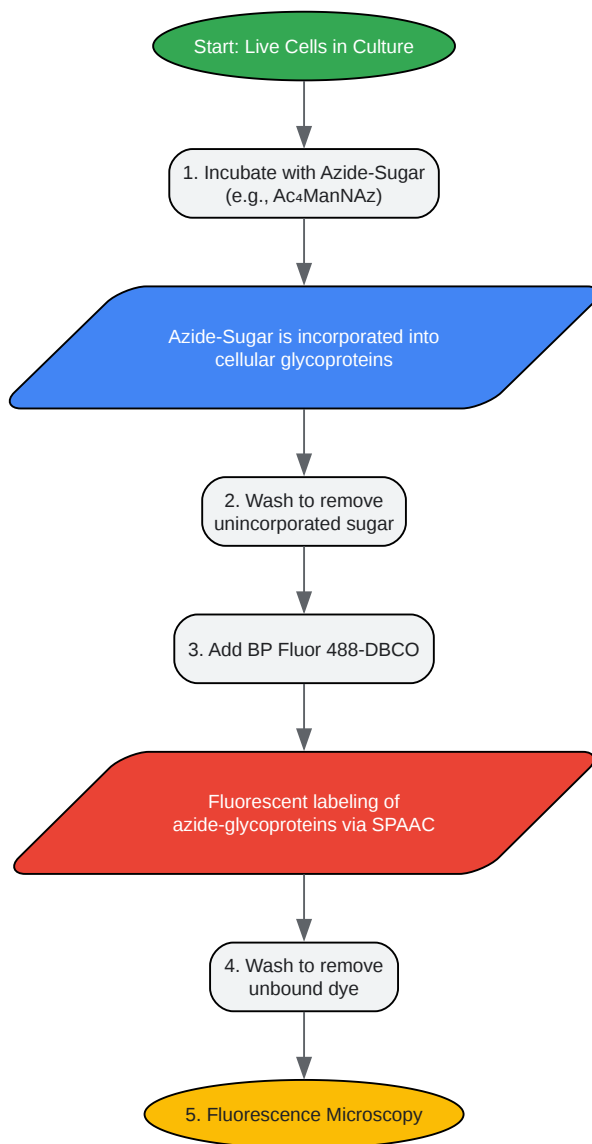 Start: Live Cells in Culture
1. Incubate with Azide-Sugar
(e.g., Ac₄ManNAz)
Azide-Sugar is incorporated into
cellular glycoproteins
2. Wash to remove
unincorporated sugar
3. Add BP Fluor 488-DBCO
Fluorescent labeling of
azide-glycoproteins via SPAAC
4. Wash to remove
unbound dye
5. Fluorescence Microscopy